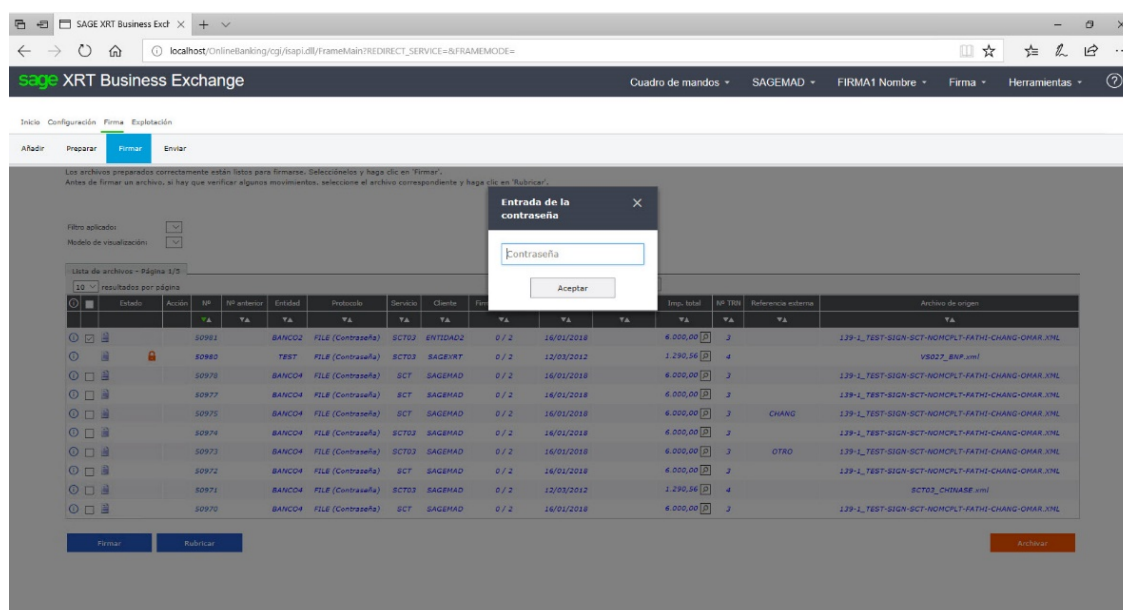 SAGE XRT Business Exch
localhost/OnlineBanking/cgi/isapi.dll/FrameMain?REDIRECT_SERVICE=&FRAMEMODE=
sage XRT Business Exchange
Cuadro de mandos SAGEMAD FIRMA1 Nombre Firma Herramientas
Inicio Configuración Firma Explotación
Añadir Preparar Firmar Enviar
Los archivos preparados correctamente están listos para firmarse. Selecciónelos y haga clic en 'Firmar'.
Antes de firmar un archivo, si hay que verificar algunos movimientos, seleccione el archivo correspondiente y haga clic en 'Rubricar'.
Entrada de la
contraseña
Contraseña
Aceptar
Filtro aplicado:
Modelo de visualización:
Lista de archivos - Página 1/5
10 resultados por página
Estado Acción Nº Nº anterior Entidad Protocolo Servicio Cliente Imp. total Nº TRN Referencia externa Archivo de origen
50981 BANCO2 FILE (Contraseña) SCT03 ENTIDAD2 0 / 2 16/01/2018 6.000,00 3 139-1_TEST-SIGN-SCT-NOMCPLT-FATHI-CHANG-OMAR.XML
50980 TEST FILE (Contraseña) SCT03 SAGEXRT 0 / 2 12/03/2012 1.290,56 4 VS027_BNP.xml
50978 BANCO4 FILE (Contraseña) SCT SAGEMAD 0 / 2 16/01/2018 6.000,00 3 139-1_TEST-SIGN-SCT-NOMCPLT-FATHI-CHANG-OMAR.XML
50977 BANCO4 FILE (Contraseña) SCT SAGEMAD 0 / 2 16/01/2018 6.000,00 3 139-1_TEST-SIGN-SCT-NOMCPLT-FATHI-CHANG-OMAR.XML
50975 BANCO4 FILE (Contraseña) SCT SAGEMAD 0 / 2 16/01/2018 6.000,00 3 CHANG 139-1_TEST-SIGN-SCT-NOMCPLT-FATHI-CHANG-OMAR.XML
50974 BANCO4 FILE (Contraseña) SCT03 SAGEMAD 0 / 2 16/01/2018 6.000,00 3 139-1_TEST-SIGN-SCT-NOMCPLT-FATHI-CHANG-OMAR.XML
50973 BANCO4 FILE (Contraseña) SCT03 SAGEMAD 0 / 2 16/01/2018 6.000,00 3 OTRO 139-1_TEST-SIGN-SCT-NOMCPLT-FATHI-CHANG-OMAR.XML
50972 BANCO4 FILE (Contraseña) SCT SAGEMAD 0 / 2 16/01/2018 6.000,00 3 139-1_TEST-SIGN-SCT-NOMCPLT-FATHI-CHANG-OMAR.XML
50971 BANCO4 FILE (Contraseña) SCT03 SAGEMAD 0 / 2 12/03/2012 1.290,56 4 SCT03_CHINASE.xml
50970 BANCO4 FILE (Contraseña) SCT SAGEMAD 0 / 2 16/01/2018 6.000,00 3 139-1_TEST-SIGN-SCT-NOMCPLT-FATHI-CHANG-OMAR.XML
Firmar Rubricar Archivar